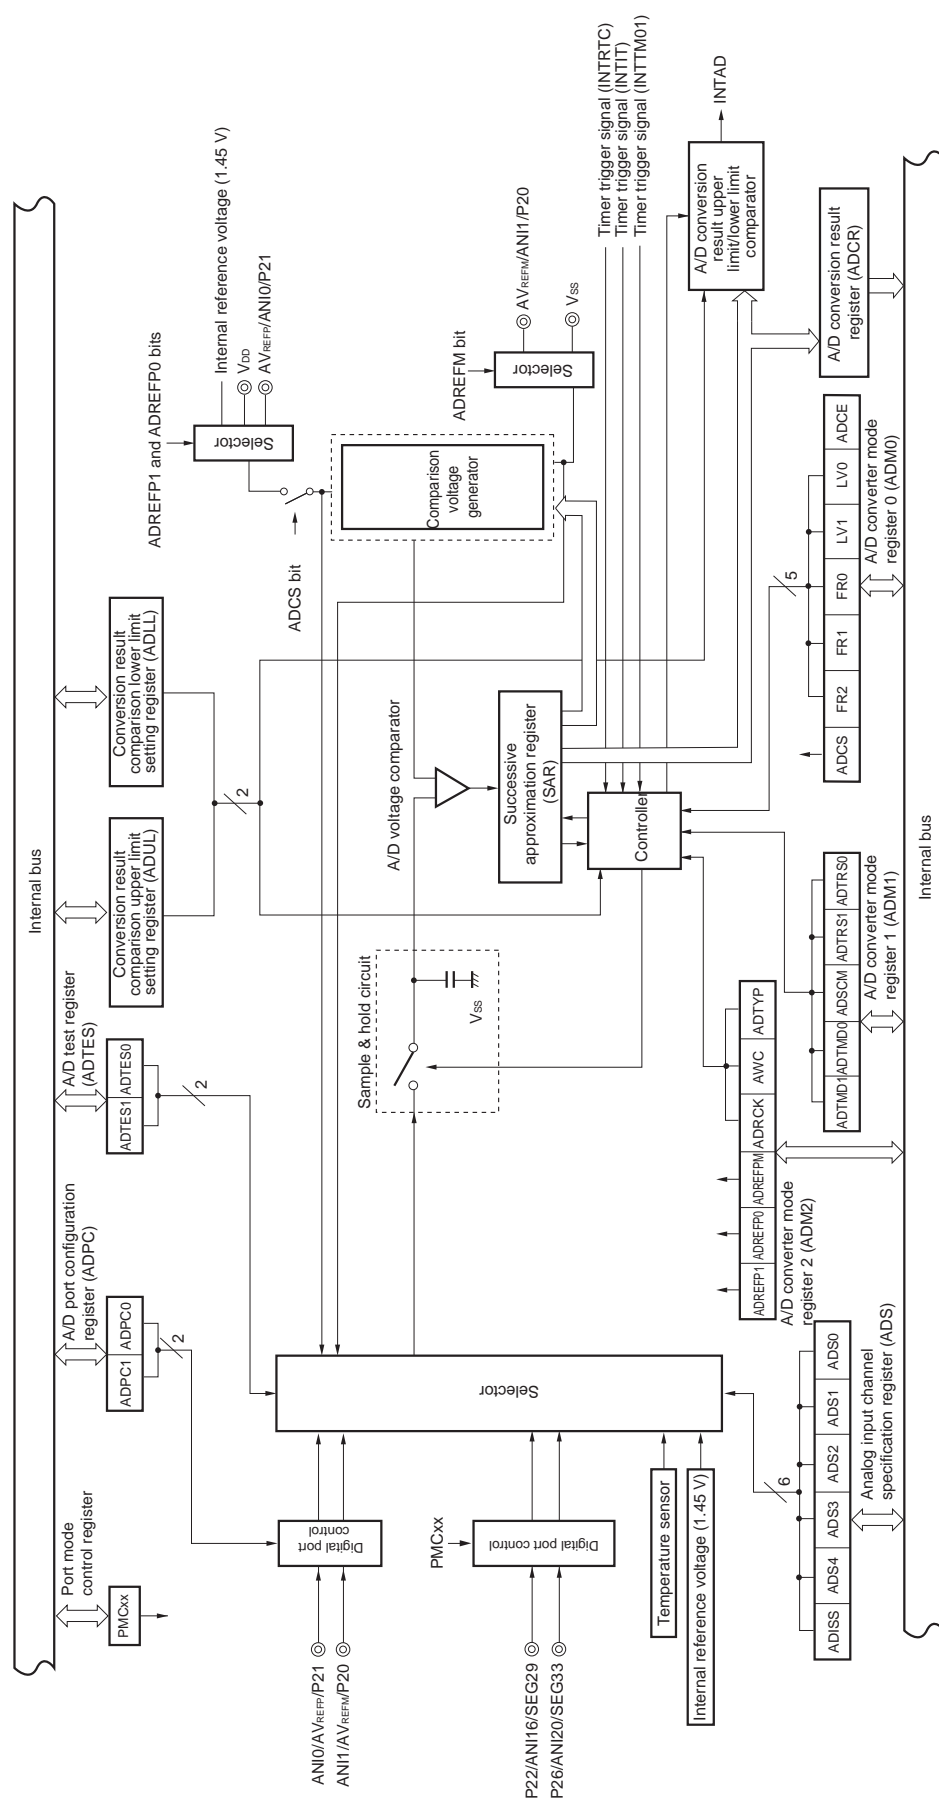 Internal bus
Port mode
control register
PMCxx
A/D port configuration
register (ADPC)
ADPC1
ADPC0
2
A/D test register
(ADTES)
ADTES1
ADTES0
2
Conversion result
comparison upper limit
setting register (ADUL)
Conversion result
comparison lower limit
setting register (ADLL)
2
ADREFP1 and ADREFP0 bits
Internal reference voltage (1.45 V)
VDD
AVREFP/ANI0/P21
Selector
ADCS bit
Comparison
voltage
generator
ADREFM bit
Selector
AVREFM/ANI1/P20
VSS
ANI0/AVREFP/P21
ANI1/AVREFM/P20
Digital port
control
PMCxx
P22/ANI16/SEG29
P26/ANI20/SEG33
Digital port control
Temperature sensor
Internal reference voltage (1.45 V)
Selector
Sample & hold circuit
VSS
A/D voltage comparator
Successive
approximation register
(SAR)
Controller
Timer trigger signal (INTRTC)
Timer trigger signal (INTIT)
Timer trigger signal (INTTM01)
A/D conversion
result upper
limit/lower limit
comparator
INTAD
A/D conversion result
register (ADCR)
6
ADISS
ADS4
ADS3
ADS2
ADS1
ADS0
Analog input channel
specification register (ADS)
ADREFP1
ADREFP0
ADREFPM
ADRCK
AWC
ADTYP
A/D converter mode
register 2 (ADM2)
ADTMD1
ADTMD0
ADSCM
ADTRS1
ADTRS0
A/D converter mode
register 1 (ADM1)
5
ADCS
FR2
FR1
FR0
LV1
LV0
ADCE
A/D converter mode
register 0 (ADM0)
Internal bus